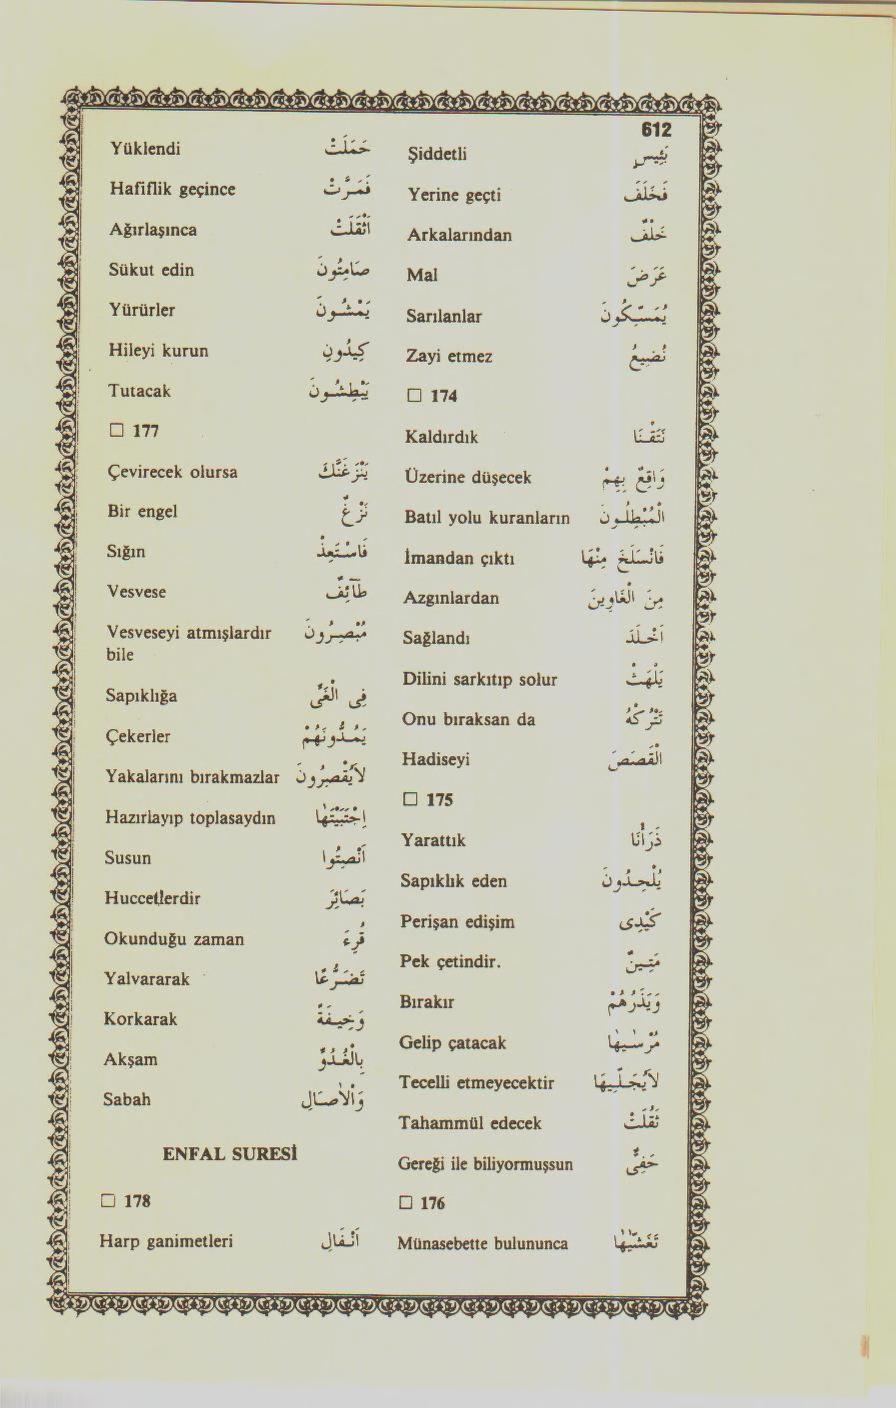 612
Şiddetli بَئِيسٍ
Yerine geçti فَخَلَفَ
Arkalarından خَلْفٌ
Mal عَرَضَ
Sarılanlar يُمَسِّكُونَ
Zayi etmez نُضِيعُ
□ 174
Kaldırdık نَتَقْنَا
Üzerine düşecek وَاقِعٌ بِهِمْ
Batıl yolu kuranların الْمُبْطِلُونَ
İmandan çıktı فَانْسَلَخَ مِنْهَا
Azgınlardan مِنَ الْغَاوِينَ
Sağlandı اَخْلَدَ
Dilini sarkıtıp solur يَلْهَثْ
Onu bıraksan da تَتْرُكْهُ
Hadiseyi الْقَصَصَ
□ 175
Yarattık ذَرَأْنَا
Sapıklık eden يُلْحِدُونَ
Perişan edişim كَيْدِى
Pek çetindir. مَتِينٌ
Bırakır وَيَذَرُهُمْ
Gelip çatacak مُرْسٰيهَا
Tecelli etmeyecektir لَايُجَلِّيهَا
Tahammül edecek ثَقُلَتْ
Gereği ile biliyormuşsun حَفِىٌّ
□ 176
Münasebette bulununca تَغَشّٰيهَا
Yüklendi حَمَلَتْ
Hafiflik geçince فَمَرَّتْ
Ağırlaşınca اَثْقَلَتْ
Sükut edin صَامِتُونَ
Yürürler يَمْشُونَ
Hileyi kurun كِيدُونِ
Tutacak يَبْطِشُونَ
□ 177
Çevirecek olursa يَنْزَغَنَّكَ
Bir engel نَزْغٌ
Sığın فَاسْتَعِذْ
Vesvese طَآئِفٌ
Vesveseyi atmışlardır مُبْصِرُونَ
bile
Sapıklığa فِى الْغَىِّ
Çekerler يَمُدُّونَهُمْ
Yakalarını bırakmazlar لَايُقْصِرُونَ
Hazırlayıp toplasaydın اِجْتَبَيْتَهَا
Susun اَنْصِتُوا
Huccetlerdir بَصَائِرَ
Okunduğu zaman قُرِءَ
Yalvararak تَضَرُّعًا
Korkarak وَخِيفَةً
Akşam بِالْغُدُوِّ
Sabah وَالْاٰصَالِ
ENFAL SURESİ
□ 178
Harp ganimetleri اَنْفَالِ